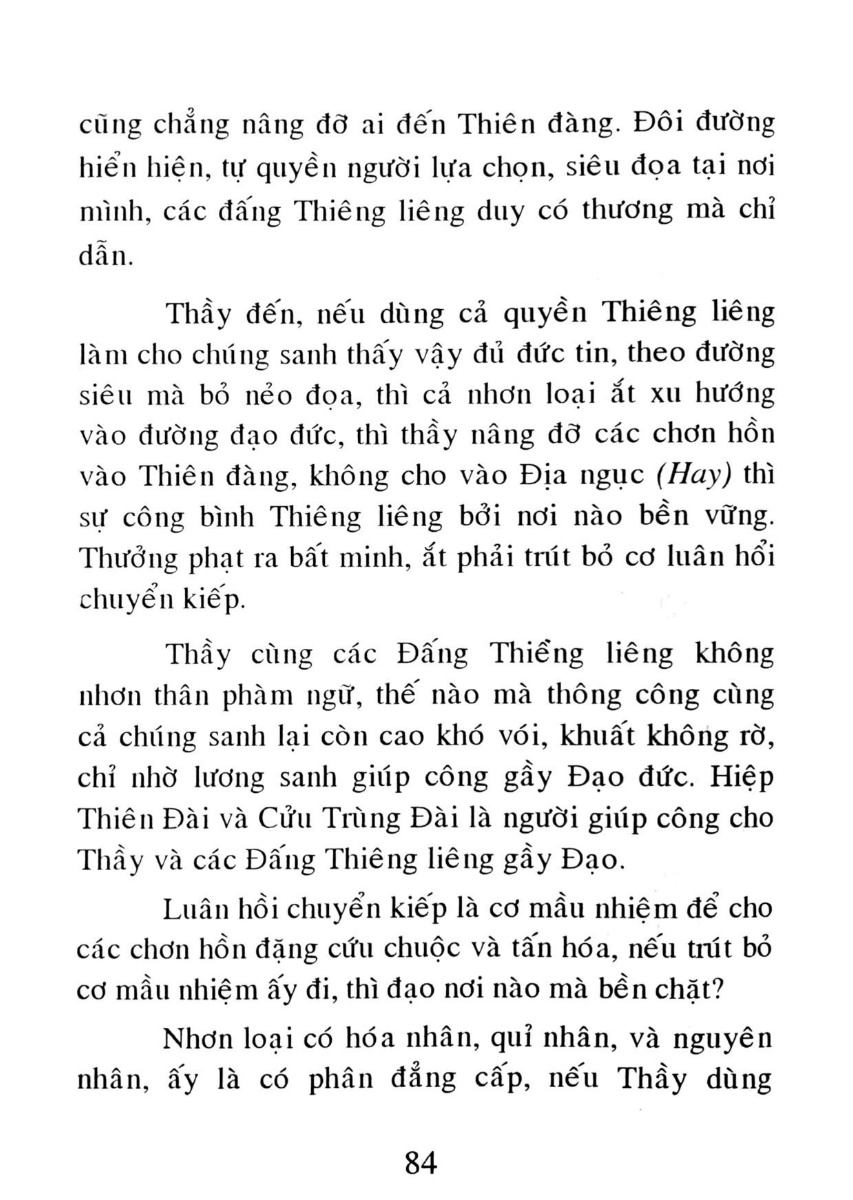 cũng chẳng nâng đỡ ai đến Thiên đàng. Đôi đường
hiển hiện, tự quyền người lựa chọn, siêu đọa tại nơi
mình, các đấng Thiêng liêng duy có thương mà chỉ
dẫn.
Thầy đến, nếu dùng cả quyền Thiêng liêng
làm cho chúng sanh thấy vậy đủ đức tin, theo đường
siêu mà bỏ nẻo đọa, thì cả nhơn loại ắt xu hướng
vào đường đạo đức, thì thầy nâng đỡ các chơn hồn
vào Thiên đàng, không cho vào Địa ngục (Hay) thì
sự công bình Thiêng liêng bởi nơi nào bền vững.
Thưởng phạt ra bất minh, ắt phải trút bỏ cơ luân hổi
chuyển kiếp.
Thầy cùng các Đấng Thiểng liêng không
nhơn thân phàm ngữ, thế nào mà thông công cùng
cả chúng sanh lại còn cao khó vói, khuất không rờ,
chỉ nhờ lương sanh giúp công gầy Đạo đức. Hiệp
Thiên Đài và Cửu Trùng Đài là người giúp công cho
Thầy và các Đấng Thiêng liêng gầy Đạo.
Luân hồi chuyển kiếp là cơ mầu nhiệm để cho
các chơn hồn đặng cứu chuộc và tấn hóa, nếu trút bỏ
cơ mầu nhiệm ấy đi, thì đạo nơi nào mà bền chặt?
Nhơn loại có hóa nhân, quỉ nhân, và nguyên
nhân, ấy là có phân đẳng cấp, nếu Thầy dùng
84